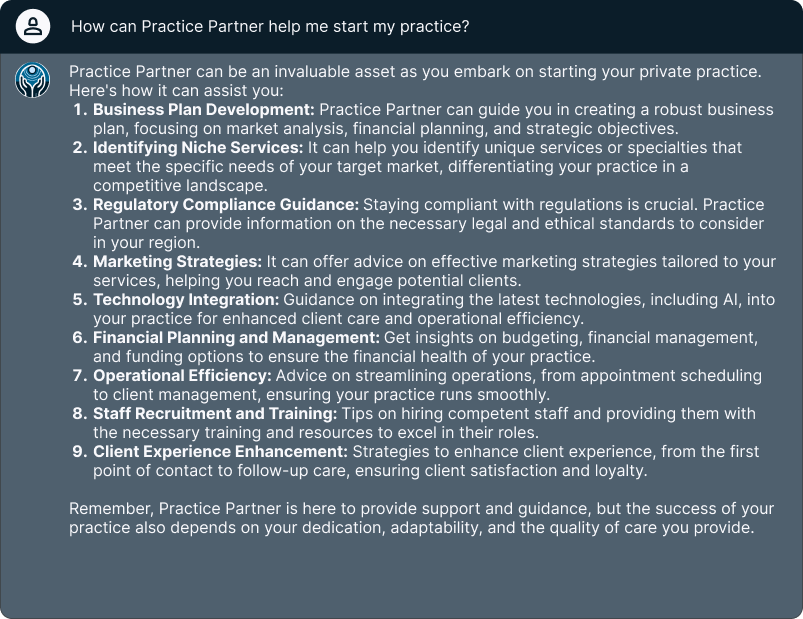 How can Practice Partner help me start my practice?
Practice Partner can be an invaluable asset as you embark on starting your private practice.
Here's how it can assist you:
1. Business Plan Development: Practice Partner can guide you in creating a robust business
plan, focusing on market analysis, financial planning, and strategic objectives.
2. Identifying Niche Services: It can help you identify unique services or specialties that
meet the specific needs of your target market, differentiating your practice in a
competitive landscape.
3. Regulatory Compliance Guidance: Staying compliant with regulations is crucial. Practice
Partner can provide information on the necessary legal and ethical standards to consider
in your region.
4. Marketing Strategies: It can offer advice on effective marketing strategies tailored to your
services, helping you reach and engage potential clients.
5. Technology Integration: Guidance on integrating the latest technologies, including AI, into
your practice for enhanced client care and operational efficiency.
6. Financial Planning and Management: Get insights on budgeting, financial management,
and funding options to ensure the financial health of your practice.
7. Operational Efficiency: Advice on streamlining operations, from appointment scheduling
to client management, ensuring your practice runs smoothly.
8. Staff Recruitment and Training: Tips on hiring competent staff and providing them with
the necessary training and resources to excel in their roles.
9. Client Experience Enhancement: Strategies to enhance client experience, from the first
point of contact to follow-up care, ensuring client satisfaction and loyalty.
Remember, Practice Partner is here to provide support and guidance, but the success of your
practice also depends on your dedication, adaptability, and the quality of care you provide.